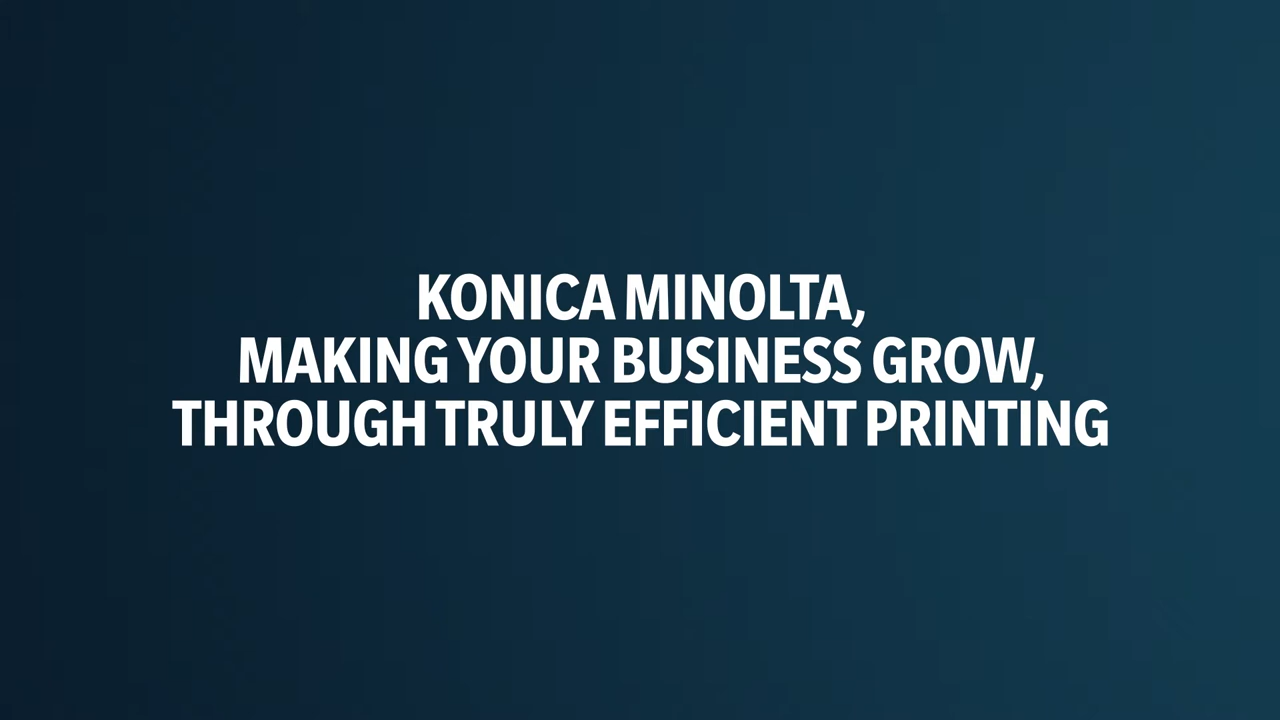 KONICA MINOLTA,
MAKING YOUR BUSINESS GROW,
THROUGH TRULY EFFICIENT PRINTING